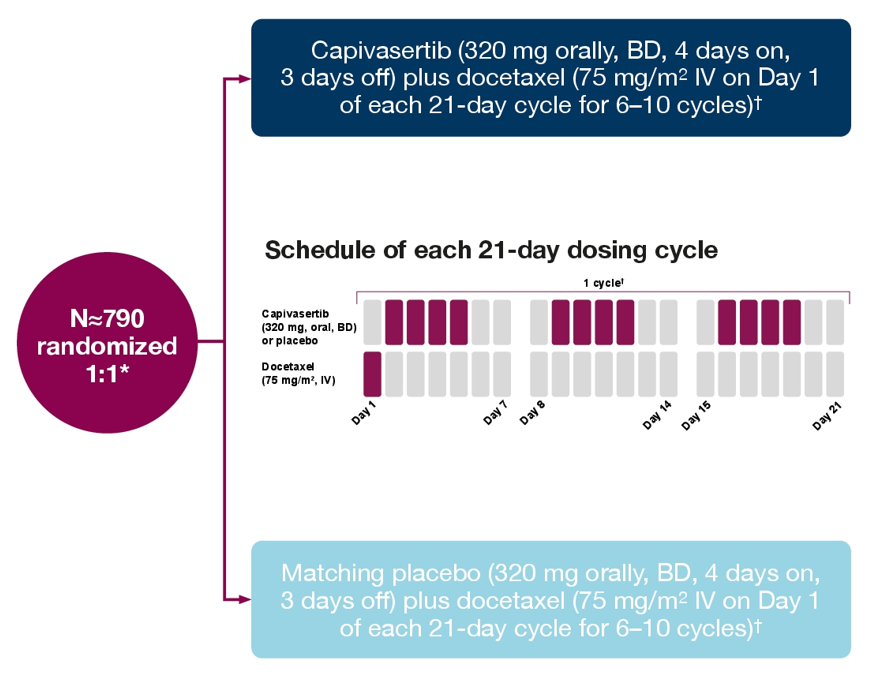 Capivasertib (320 mg orally, BD, 4 days on,
3 days off) plus docetaxel (75 mg/m² IV on Day 1
of each 21-day cycle for 6–10 cycles)†
Schedule of each 21-day dosing cycle
1 cycle†
N≈790
randomized
1:1*
Capivasertib
(320 mg, oral, BD)
or placebo
Docetaxel
(75 mg/m², IV)
Day 1
Day 7
Day 8
Day 14
Day 15
Day 21
Matching placebo (320 mg orally, BD, 4 days on,
3 days off) plus docetaxel (75 mg/m² IV on Day 1
of each 21-day cycle for 6–10 cycles)†